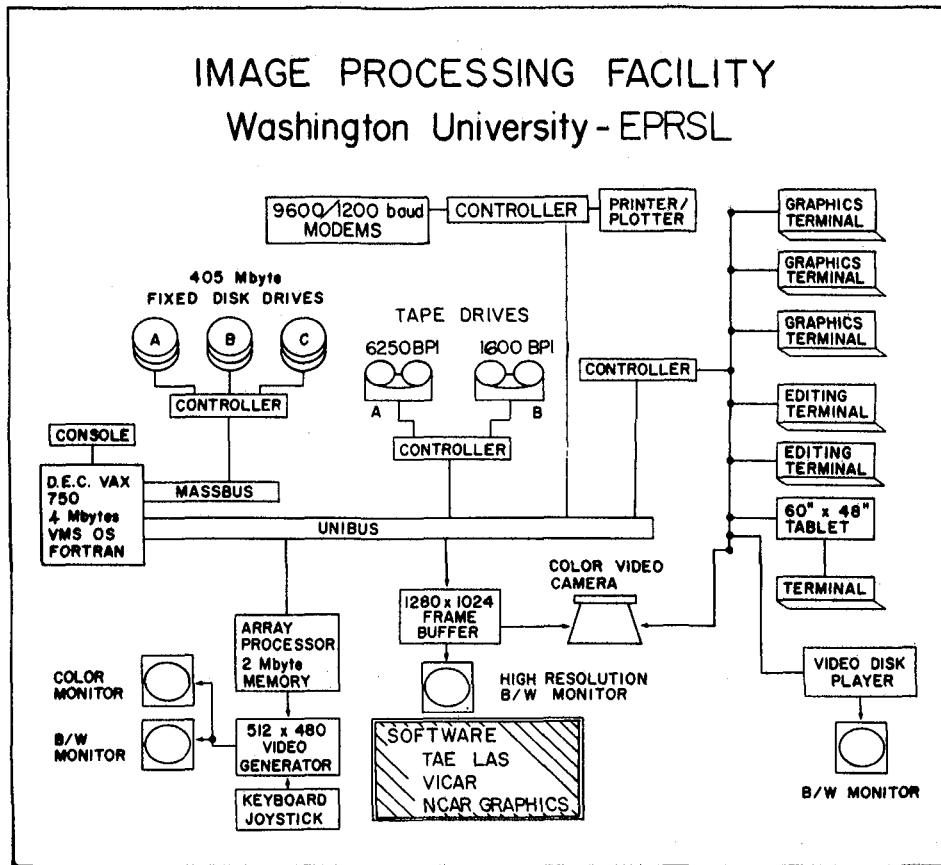 IMAGE PROCESSING FACILITY
Washington University - EPRSL
9600/1200 baud
MODEMS
CONTROLLER
PRINTER/
PLOTTER
GRAPHICS
TERMINAL
GRAPHICS
TERMINAL
GRAPHICS
TERMINAL
405 Mbyte
FIXED DISK DRIVES
A
B
C
CONTROLLER
TAPE DRIVES
6250 BPI
1600 BPI
A
B
CONTROLLER
CONTROLLER
EDITING
TERMINAL
EDITING
TERMINAL
60" x 48"
TABLET
TERMINAL
CONSOLE
D.E.C. VAX
750
4 Mbytes
VMS OS
FORTRAN
MASSBUS
UNIBUS
COLOR VIDEO
CAMERA
1280 x 1024
FRAME
BUFFER
HIGH RESOLUTION
B/W MONITOR
ARRAY
PROCESSOR
2 Mbyte
MEMORY
COLOR
MONITOR
B/W
MONITOR
512 x 480
VIDEO
GENERATOR
KEYBOARD
JOYSTICK
SOFTWARE
TAE LAS
VICAR
NCAR GRAPHICS
VIDEO DISK
PLAYER
B/W MONITOR